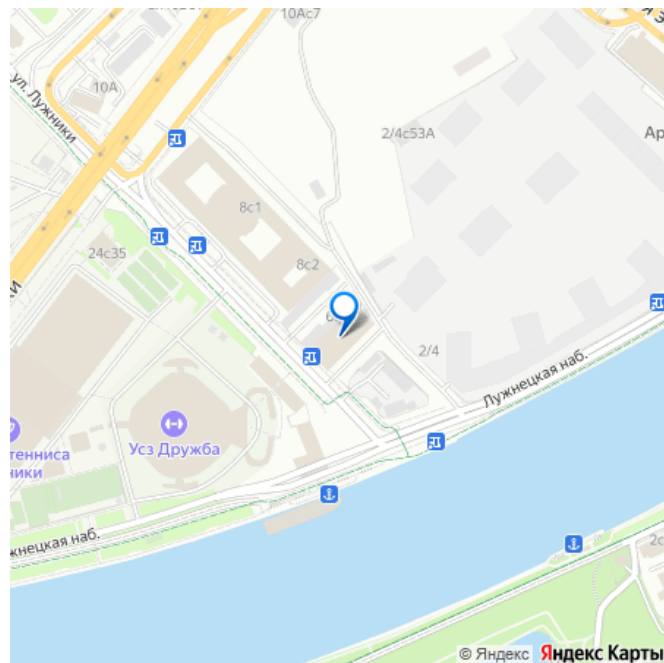 10Ас7
10А
ул. Лужники
2/4с53А
Ар
8с1
24с35
8с2
2/4
Лужнецкая наб.
Усз Дружба
тенниса
ники
жнецкая наб.
2с
© Яндекс Яндекс Карты